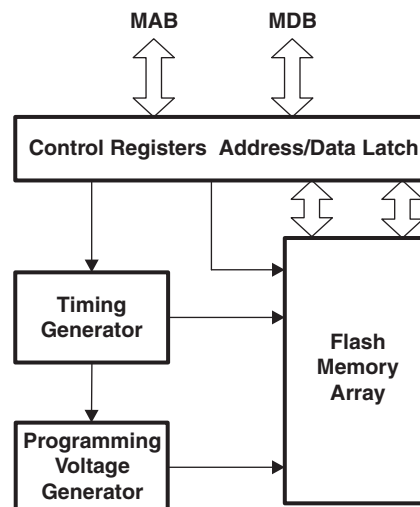 MAB MDB
Control Registers Address/Data Latch
Timing
Generator
Flash
Memory
Array
Programming
Voltage
Generator